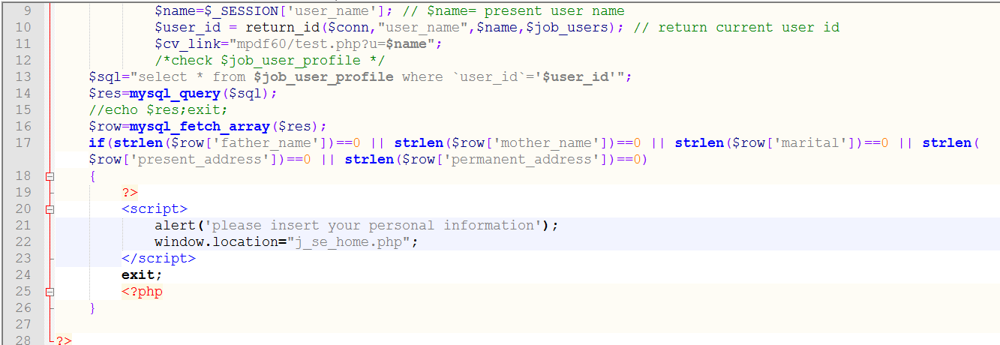 9 $name=$_SESSION['user_name']; // $name= present user name
10 $user_id = return_id($conn,"user_name",$name,$job_users); // return current user id
11 $cv_link="mpdf60/test.php?u=$name";
12 /*check $job_user_profile */
13 $sql="select * from $job_user_profile where `user_id`='$user_id'";
14 $res=mysql_query($sql);
15 //echo $res;exit;
16 $row=mysql_fetch_array($res);
17 if(strlen($row['father_name'])==0 || strlen($row['mother_name'])==0 || strlen($row['marital'])==0 || strlen(
$row['present_address'])==0 || strlen($row['permanent_address'])==0)
18 {
19 ?>
20 <script>
21 alert('please insert your personal information');
22 window.location="j_se_home.php";
23 </script>
24 exit;
25 <?php
26 }
27
28 ?>